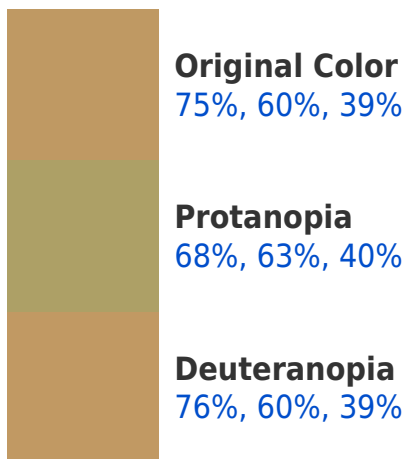 Original Color
75%, 60%, 39%
Protanopia
68%, 63%, 40%
Deuteranopia
76%, 60%, 39%